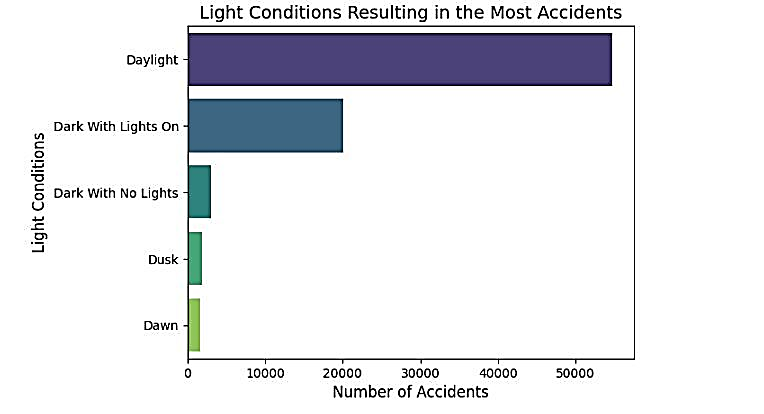 Light Conditions Resulting in the Most Accidents
Daylight
Dark With Lights On
Dark With No Lights
Dusk
Dawn
Light Conditions
0 10000 20000 30000 40000 50000
Number of Accidents